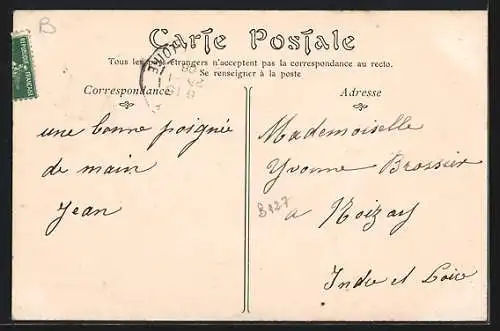 B
Carte Postale
Tous les pays étrangers n'acceptent pas la correspondance au recto.
Se renseigner à la poste
Correspondance
Adresse
une bonne poignée
de main
Jean
Mademoiselle
Yvonne Brossier
8127
a Noizay
Indre et Loire